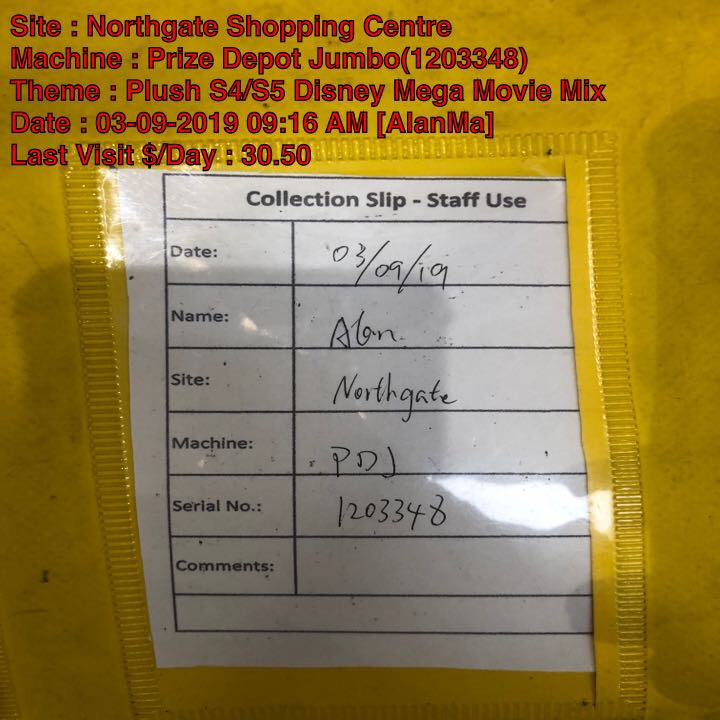 Site : Northgate Shopping Centre
Machine : Prize Depot Jumbo(1203348)
Theme : Plush S4/S5 Disney Mega Movie Mix
Date : 03-09-2019 09:16 AM [AlanMa]
Last Visit $/Day : 30.50
Collection Slip - Staff Use
Date: 03/09/19
Name: Alan
Site: Northgate
Machine: PDJ
Serial No.: 1203348
Comments: